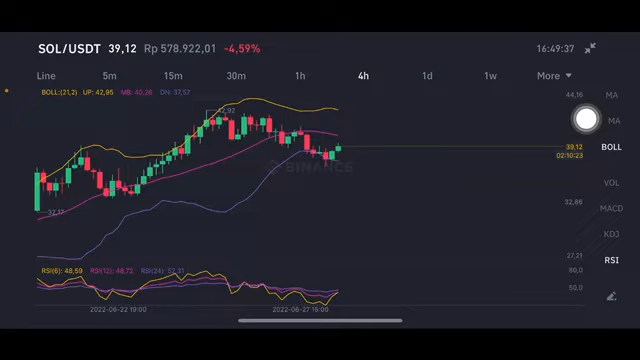 SOL/USDT 39,12 Rp 578.922,01 -4,59% 16:49:37
Line 5m 15m 30m 1h 4h 1d 1w More
BOLL:(21,2) UP: 42,95 MB: 40,26 DN: 37,57
44,16
MA
42,92
MA
39,12
BOLL
02:10:23
BINANCE
VOL
32,86
32,17
MACD
KDJ
27,21
RSI
RSI(6): 48,59 RSI(12): 48,72 RSI(24): 52,31
80,0
50,0
2022-06-22 19:00 2022-06-27 15:00